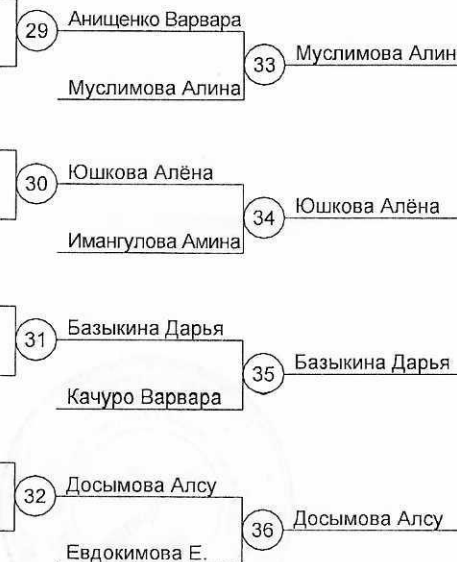 29 Анищенко Варвара
33 Муслимова Алин
Муслимова Алина
30 Юшкова Алёна
34 Юшкова Алёна
Имангулова Амина
31 Базыкина Дарья
35 Базыкина Дарья
Качуро Варвара
32 Досымова Алсу
36 Досымова Алсу
Евдокимова Е.